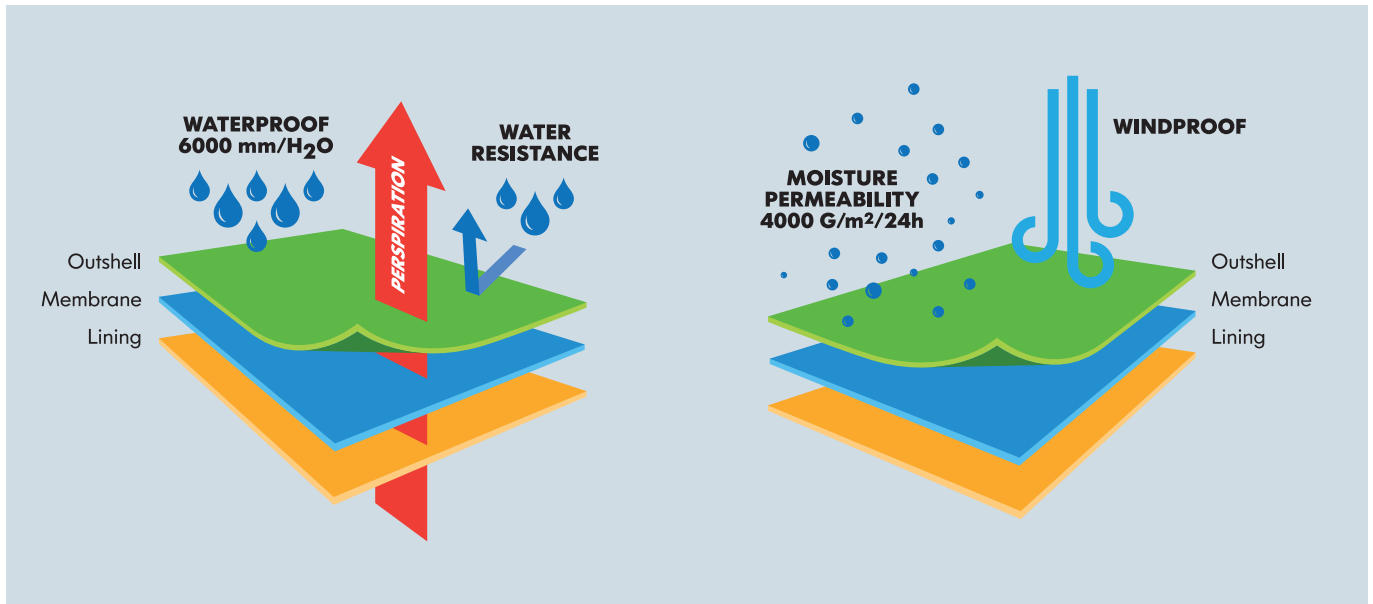 WATERPROOF
6000 mm/H₂O
PERSPIRATION
WATER
RESISTANCE
Outshell
Membrane
Lining
MOISTURE
PERMEABILITY
4000 G/m²/24h
WINDPROOF
Outshell
Membrane
Lining